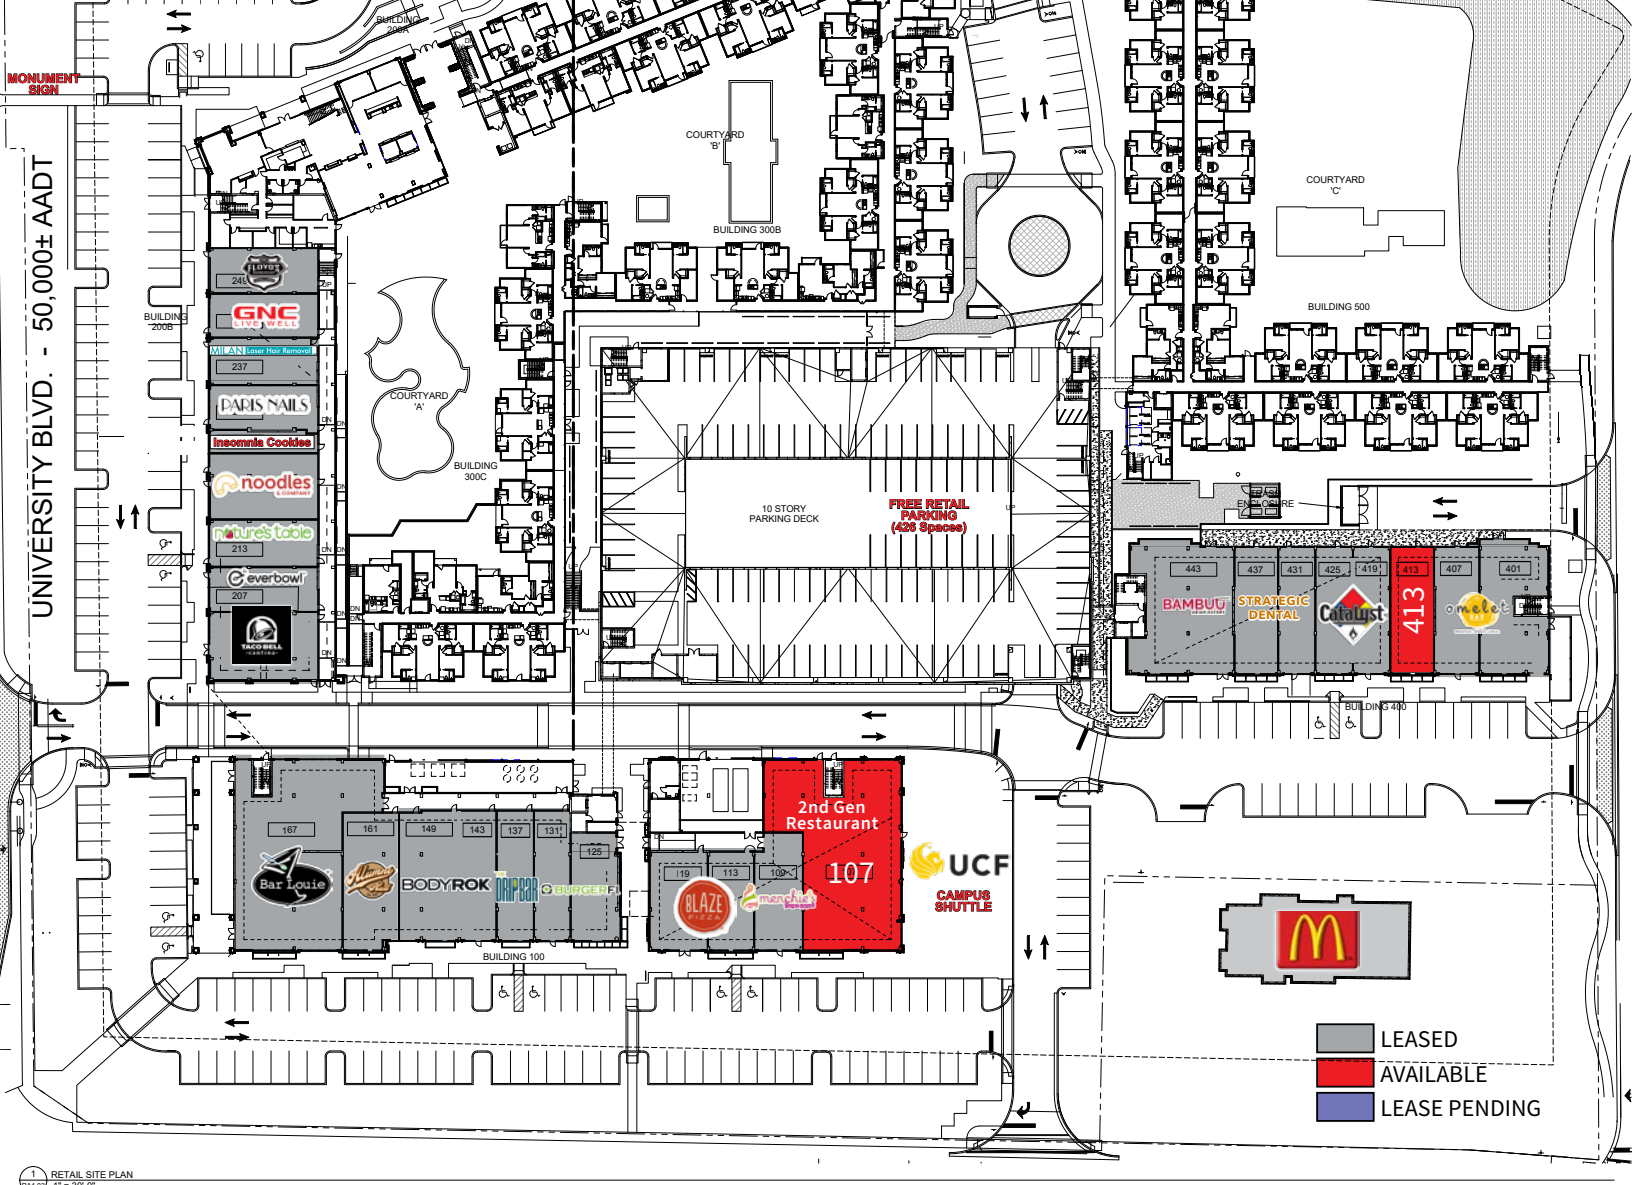 BUILDING
200A
MONUMENT
SIGN
UNIVERSITY BLVD. - 50,000± AADT
COURTYARD
'B'
COURTYARD
'C'
BUILDING 300B
BUILDING 500
FLOYD'S
GNC
LIVE WELL
BUILDING
200B
MILAN Laser Hair Removal
237
PARIS NAILS
Insomnia Cookies
noodles
& COMPANY
nature's table
213
everbowl
207
TACO BELL
CANTINA
COURTYARD
'A'
BUILDING
300C
10 STORY
PARKING DECK
FREE RETAIL
PARKING
(426 Spaces)
TRASH
ENCLOSURE
443
437
431
425
419
413
407
401
BAMBUU
STRATEGIC
DENTAL
Catalyst
413
omelet
BUILDING 400
167
161
149
143
137
131
125
Bar Louie
BODYROK
DRIPBAR
BURGERFI
119
113
109
BLAZE
PIZZA
menchie's
2nd Gen
Restaurant
107
UCF
CAMPUS
SHUTTLE
BUILDING 100
LEASED
AVAILABLE
LEASE PENDING
1
RETAIL SITE PLAN